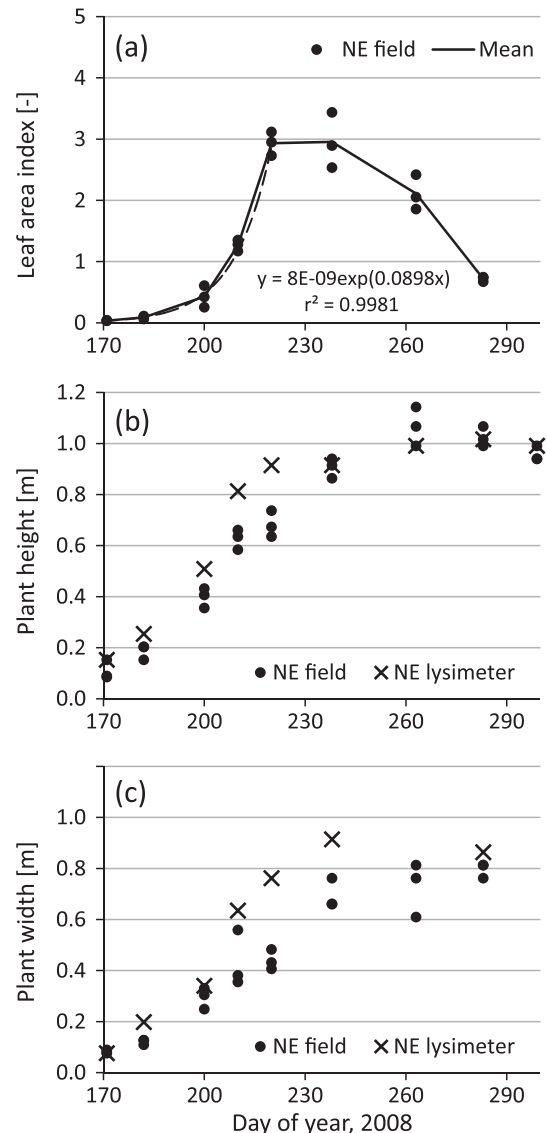 (a)
NE field
Mean
Leaf area index [-]
5
4
3
2
1
0
y = 8E-09exp(0.0898x)
r² = 0.9981
170 200 230 260 290
(b)
Plant height [m]
1.2
1.0
0.8
0.6
0.4
0.2
0.0
NE field
NE lysimeter
170 200 230 260 290
(c)
Plant width [m]
1.0
0.8
0.6
0.4
0.2
0.0
NE field
NE lysimeter
170 200 230 260 290
Day of year, 2008